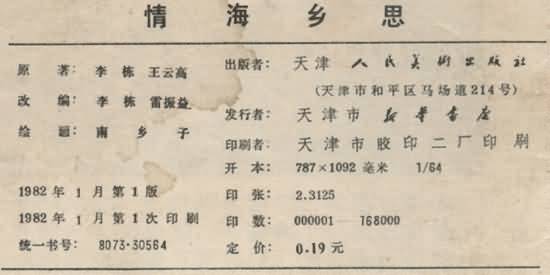 情海乡思
原著：李栋 王云高
改编：李栋 雷振益
绘画：南乡子
1982年1月第1版
1982年1月第1次印刷
统一书号：8073·30564
出版者：天津人民美術出版社
(天津市和平区马场道214号)
发行者：天津市新华书店
印刷者：天津市胶印二厂印刷
开本：787×1092毫米 1/64
印张：2.3125
印数：000001—168000
定价：0.19元